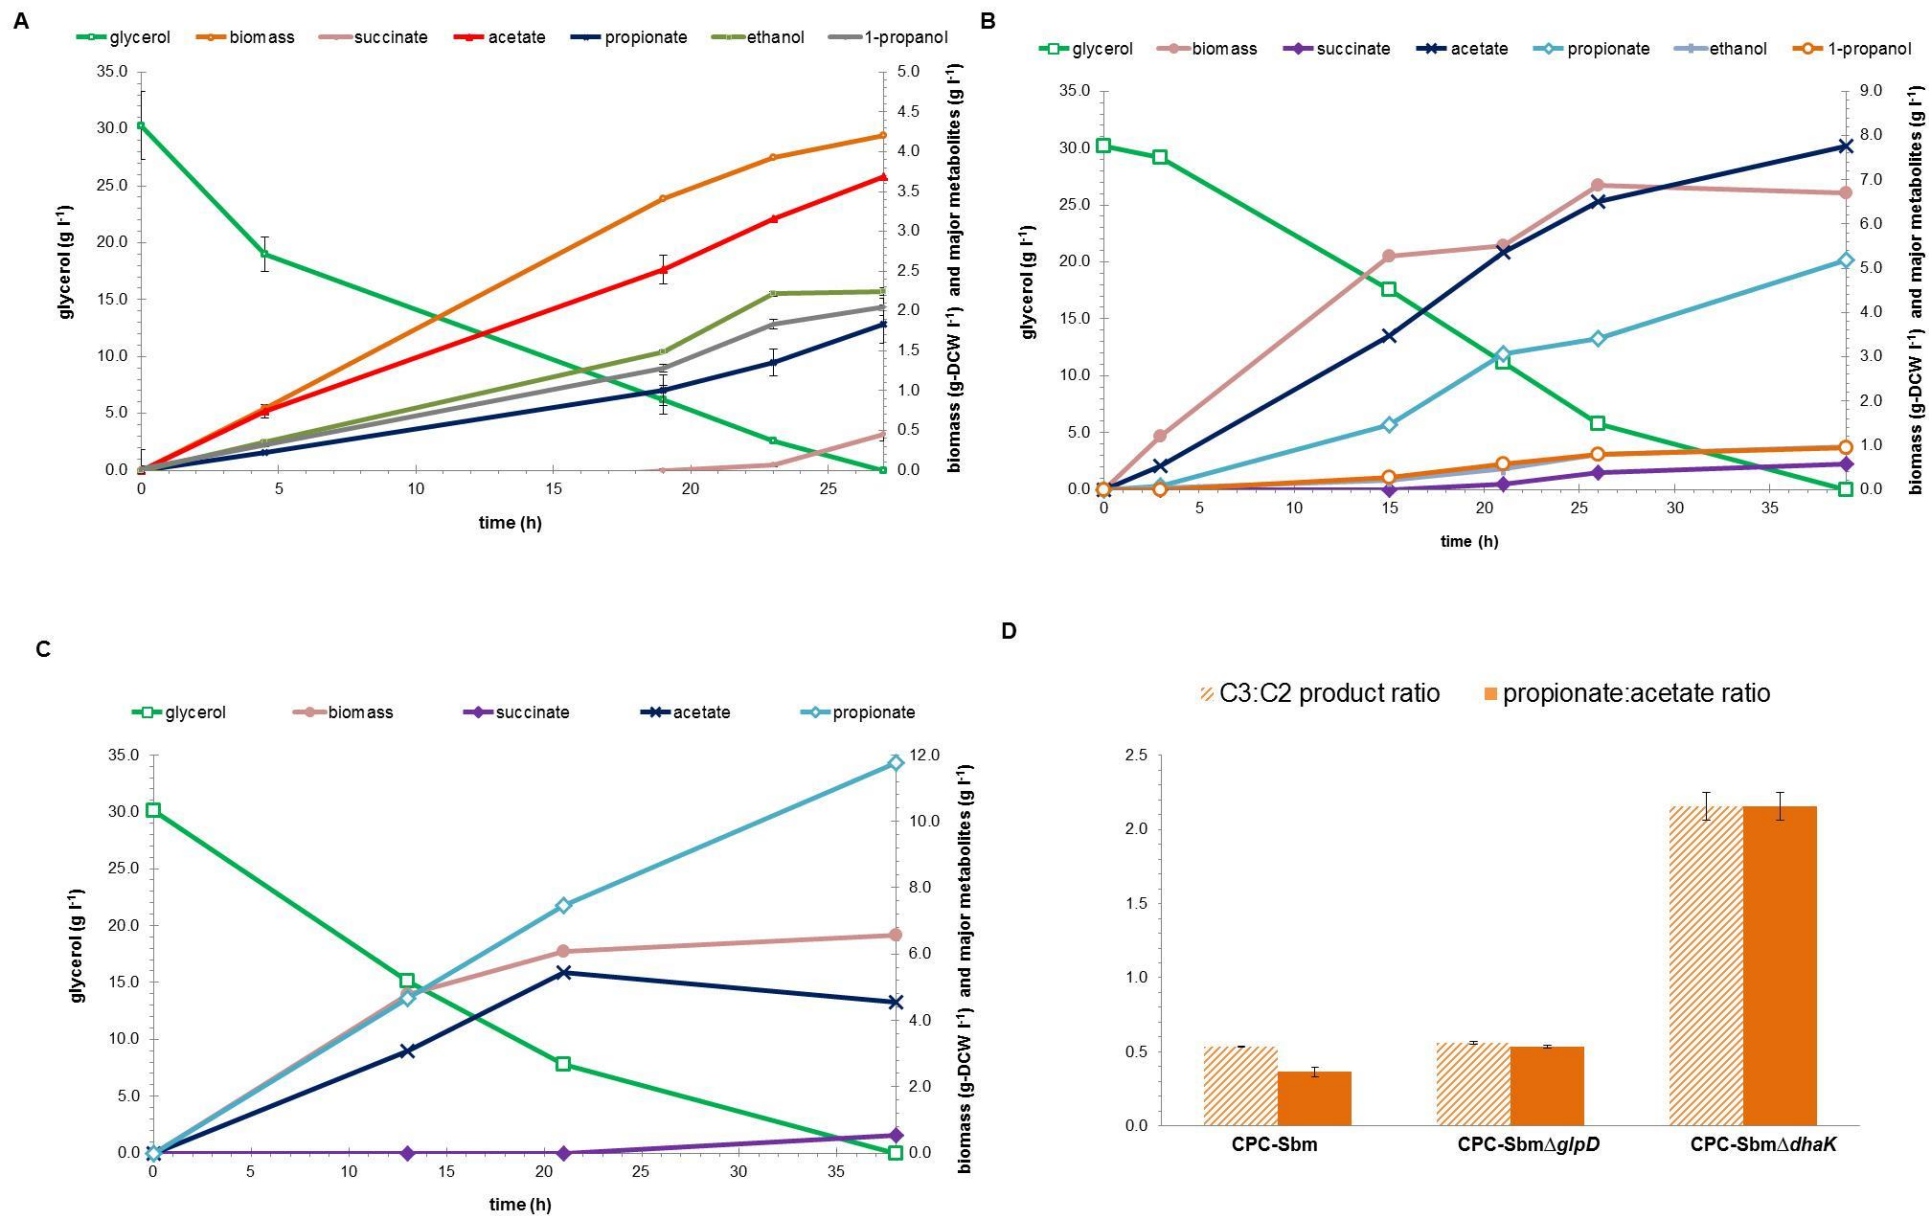 A
glycerol biomass succinate acetate propionate ethanol 1-propanol
35.0
30.0
25.0
20.0
15.0
10.0
5.0
0.0
glycerol (g l-1)
5.0
4.5
4.0
3.5
3.0
2.5
2.0
1.5
1.0
0.5
0.0
biomass (g-DCW l-1) and major metabolites (g l-1)
0 5 10 15 20 25
time (h)
B
glycerol biomass succinate acetate propionate ethanol 1-propanol
35.0
30.0
25.0
20.0
15.0
10.0
5.0
0.0
glycerol (g l-1)
9.0
8.0
7.0
6.0
5.0
4.0
3.0
2.0
1.0
0.0
biomass (g-DCW l-1) and major metabolites (g l-1)
0 5 10 15 20 25 30 35
time (h)
C
glycerol biomass succinate acetate propionate
35.0
30.0
25.0
20.0
15.0
10.0
5.0
0.0
glycerol (g l-1)
12.0
10.0
8.0
6.0
4.0
2.0
0.0
biomass (g-DCW l-1) and major metabolites (g l-1)
0 5 10 15 20 25 30 35
time (h)
D
C3:C2 product ratio propionate:acetate ratio
2.5
2.0
1.5
1.0
0.5
0.0
CPC-Sbm CPC-SbmΔglpD CPC-SbmΔdhaK